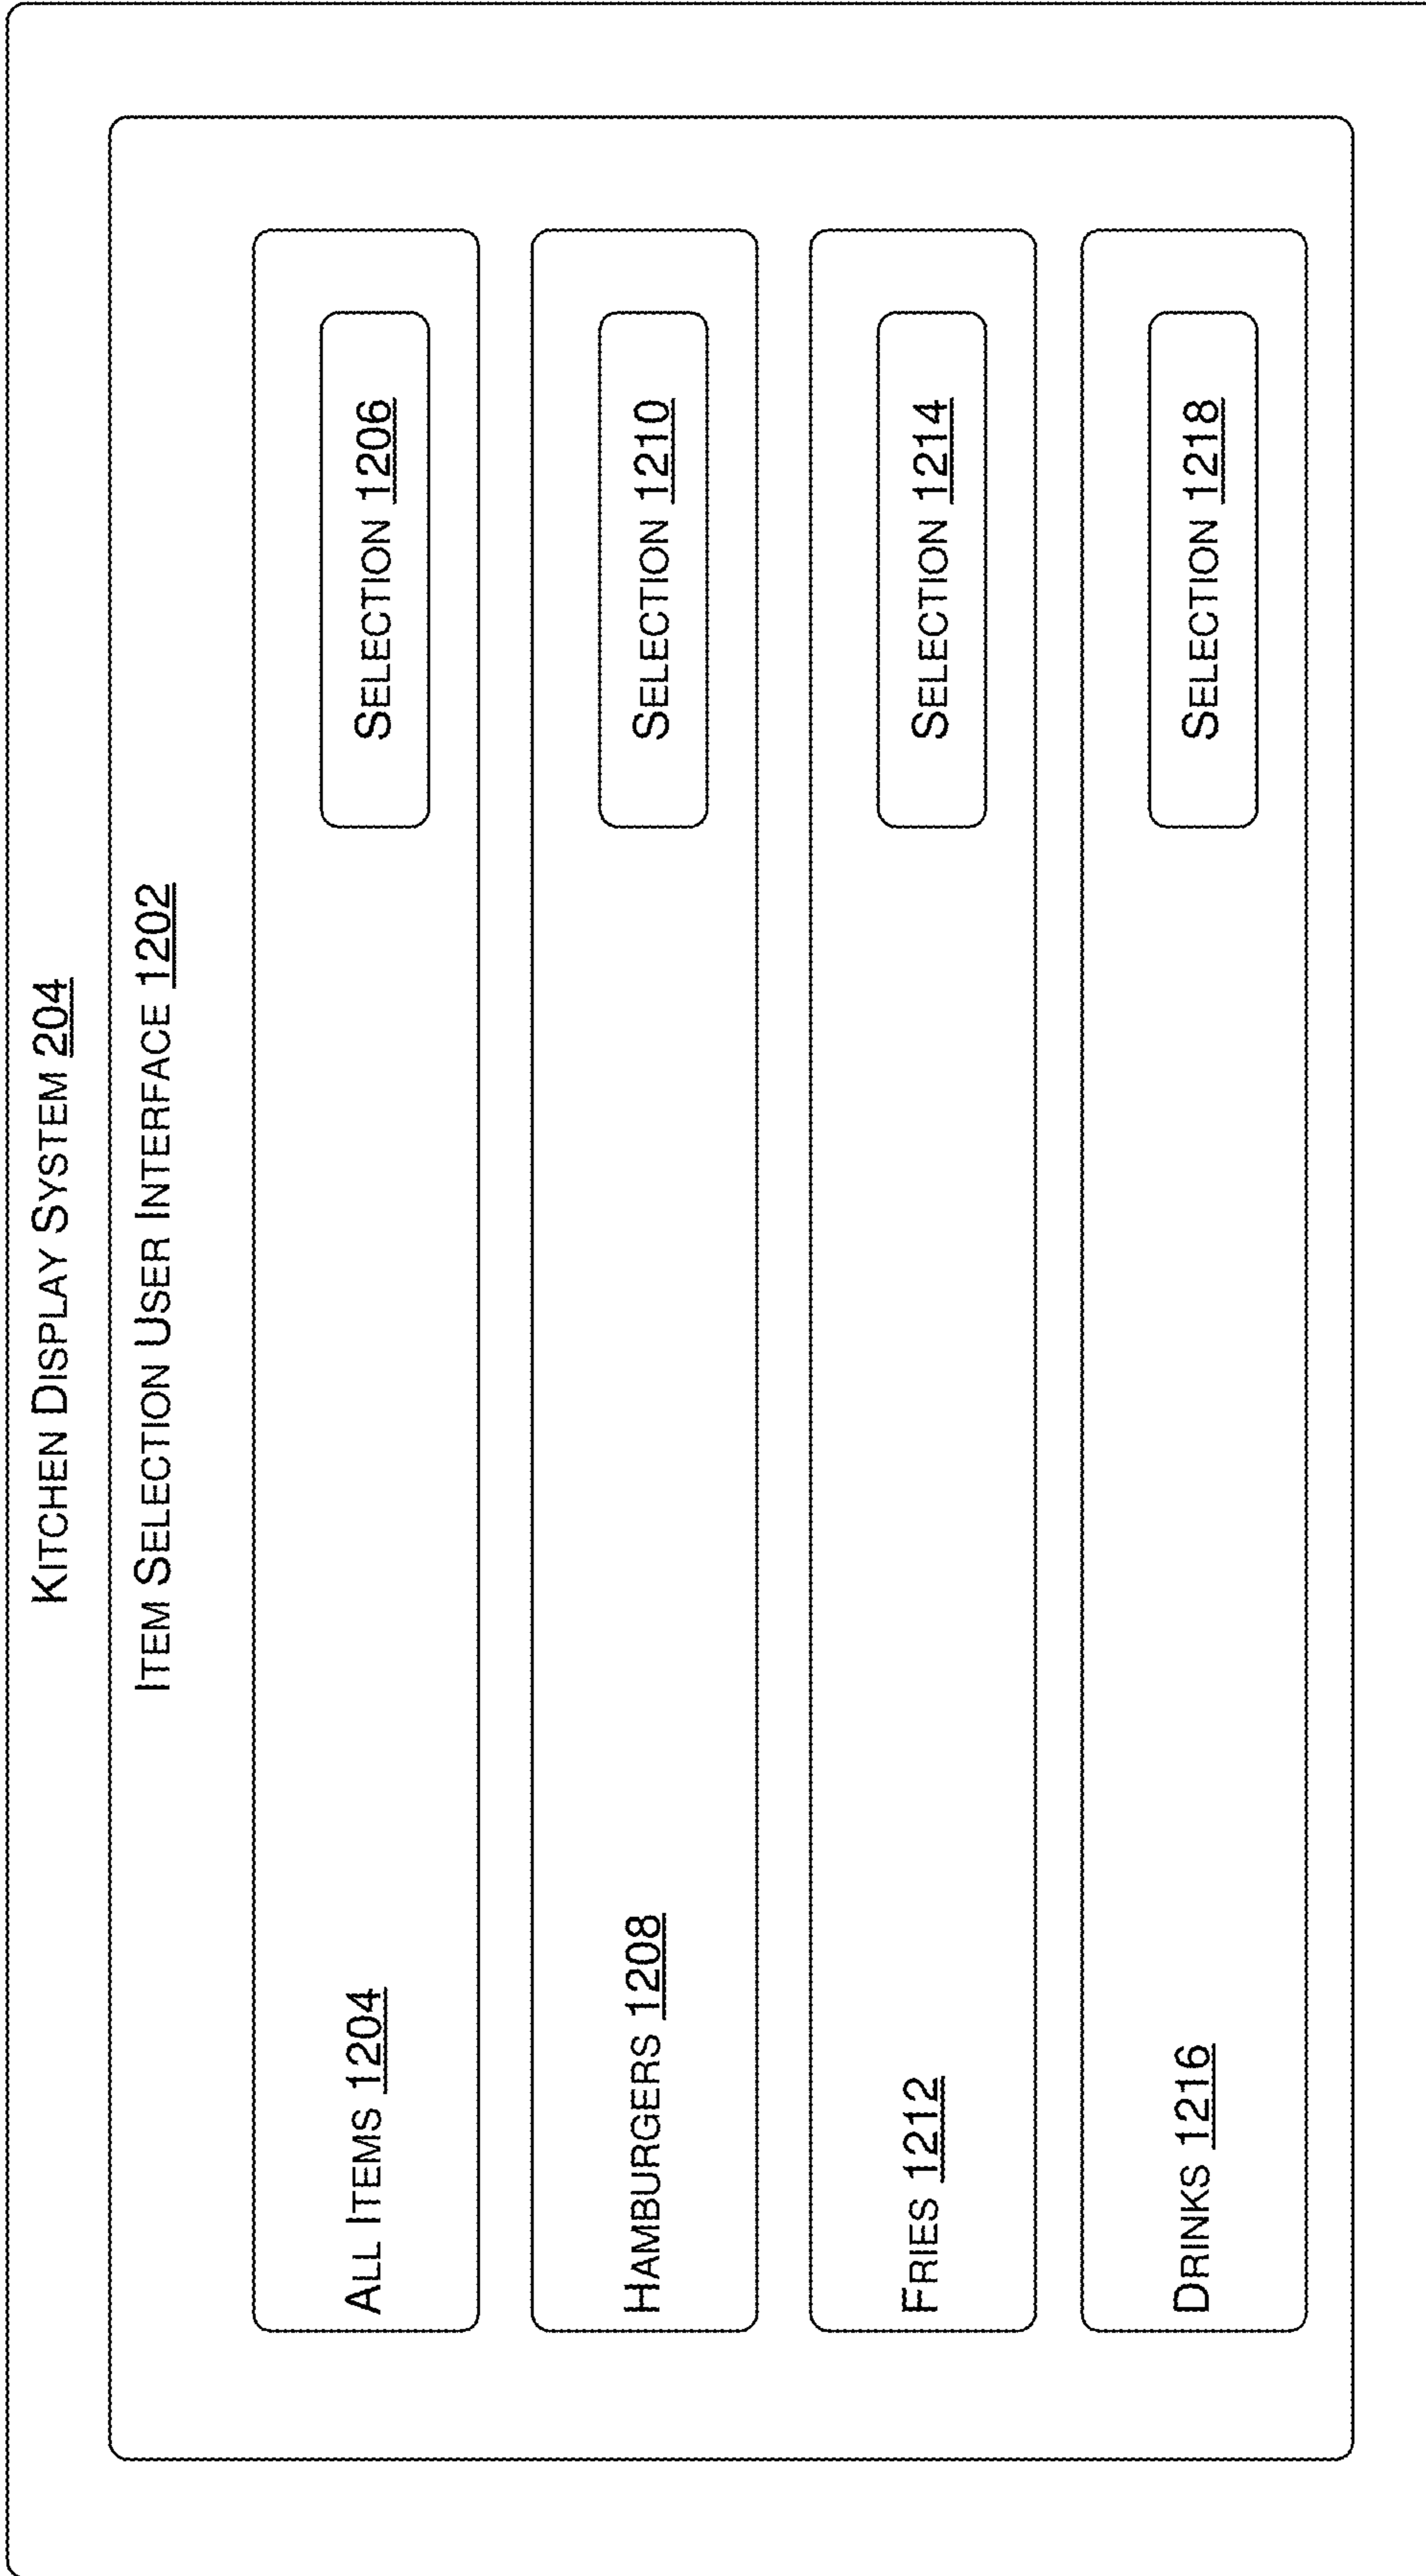 KITCHEN DISPLAY SYSTEM 204
ITEM SELECTION USER INTERFACE 1202
ALL ITEMS 1204
SELECTION 1206
HAMBURGERS 1208
SELECTION 1210
FRIES 1212
SELECTION 1214
DRINKS 1216
SELECTION 1218